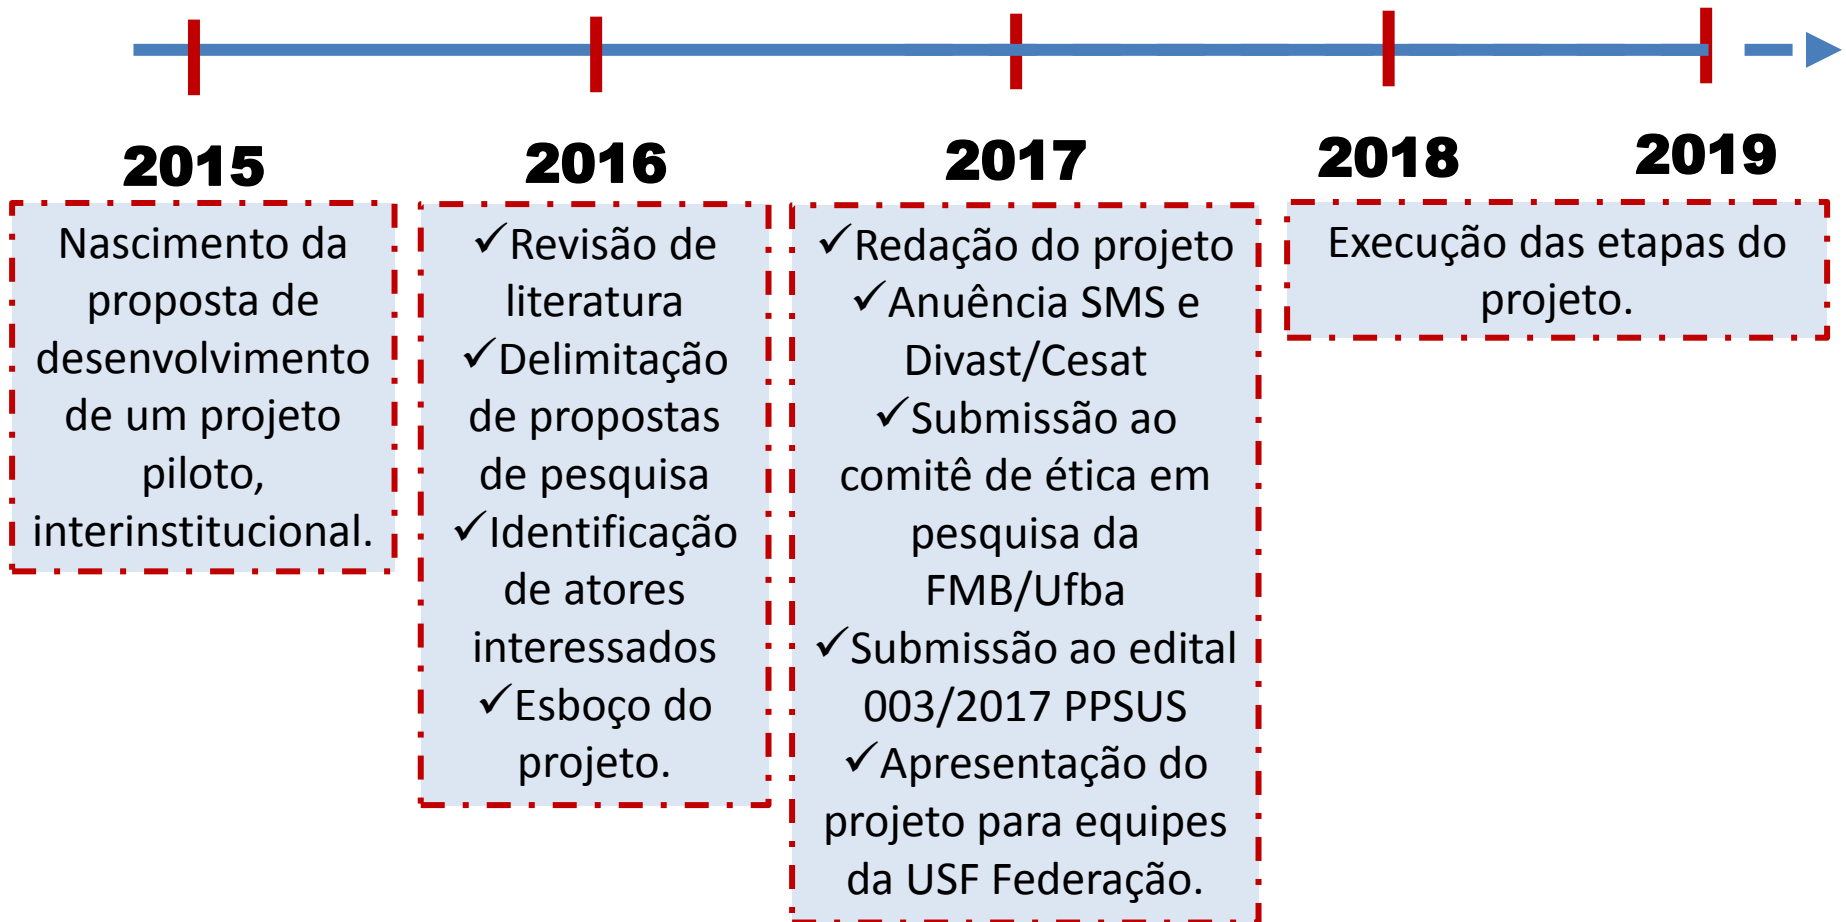 2015
Nascimento da
proposta de
desenvolvimento
de um projeto
piloto,
interinstitucional.
2016
✓Revisão de
literatura
✓Delimitação
de propostas
de pesquisa
✓Identificação
de atores
interessados
✓Esboço do
projeto.
2017
✓Redação do projeto
✓Anuência SMS e
Divast/Cesat
✓Submissão ao
comitê de ética em
pesquisa da
FMB/Ufba
✓Submissão ao edital
003/2017 PPSUS
✓Apresentação do
projeto para equipes
da USF Federação.
2018
2019
Execução das etapas do
projeto.